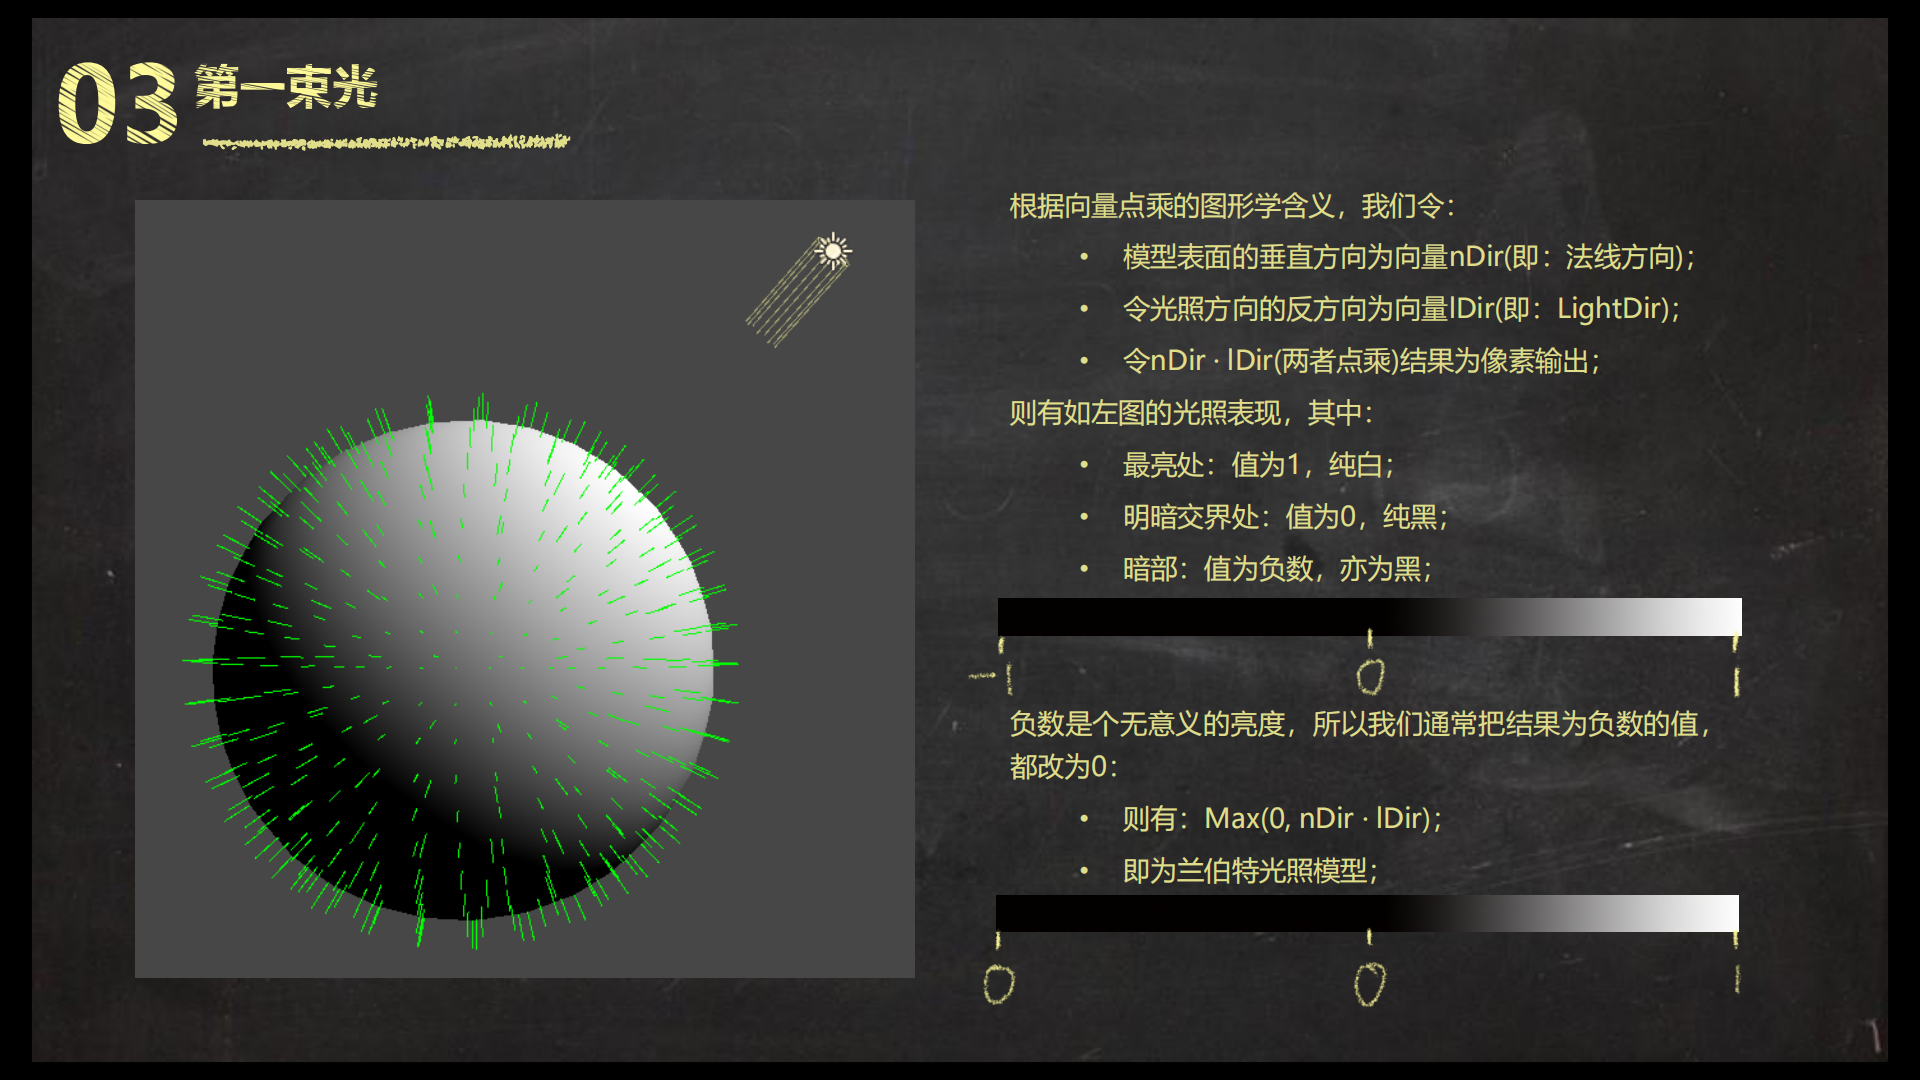 03 第一束光
根据向量点乘的图形学含义，我们令：
• 模型表面的垂直方向为向量nDir(即：法线方向)；
• 令光照方向的反方向为向量lDir(即：LightDir)；
• 令nDir · lDir(两者点乘)结果为像素输出；
则有如左图的光照表现，其中：
• 最亮处：值为1，纯白；
• 明暗交界处：值为0，纯黑；
• 暗部：值为负数，亦为黑；
-1 0 1
负数是个无意义的亮度，所以我们通常把结果为负数的值，
都改为0：
• 则有：Max(0, nDir · lDir)；
• 即为兰伯特光照模型；
0 0 1